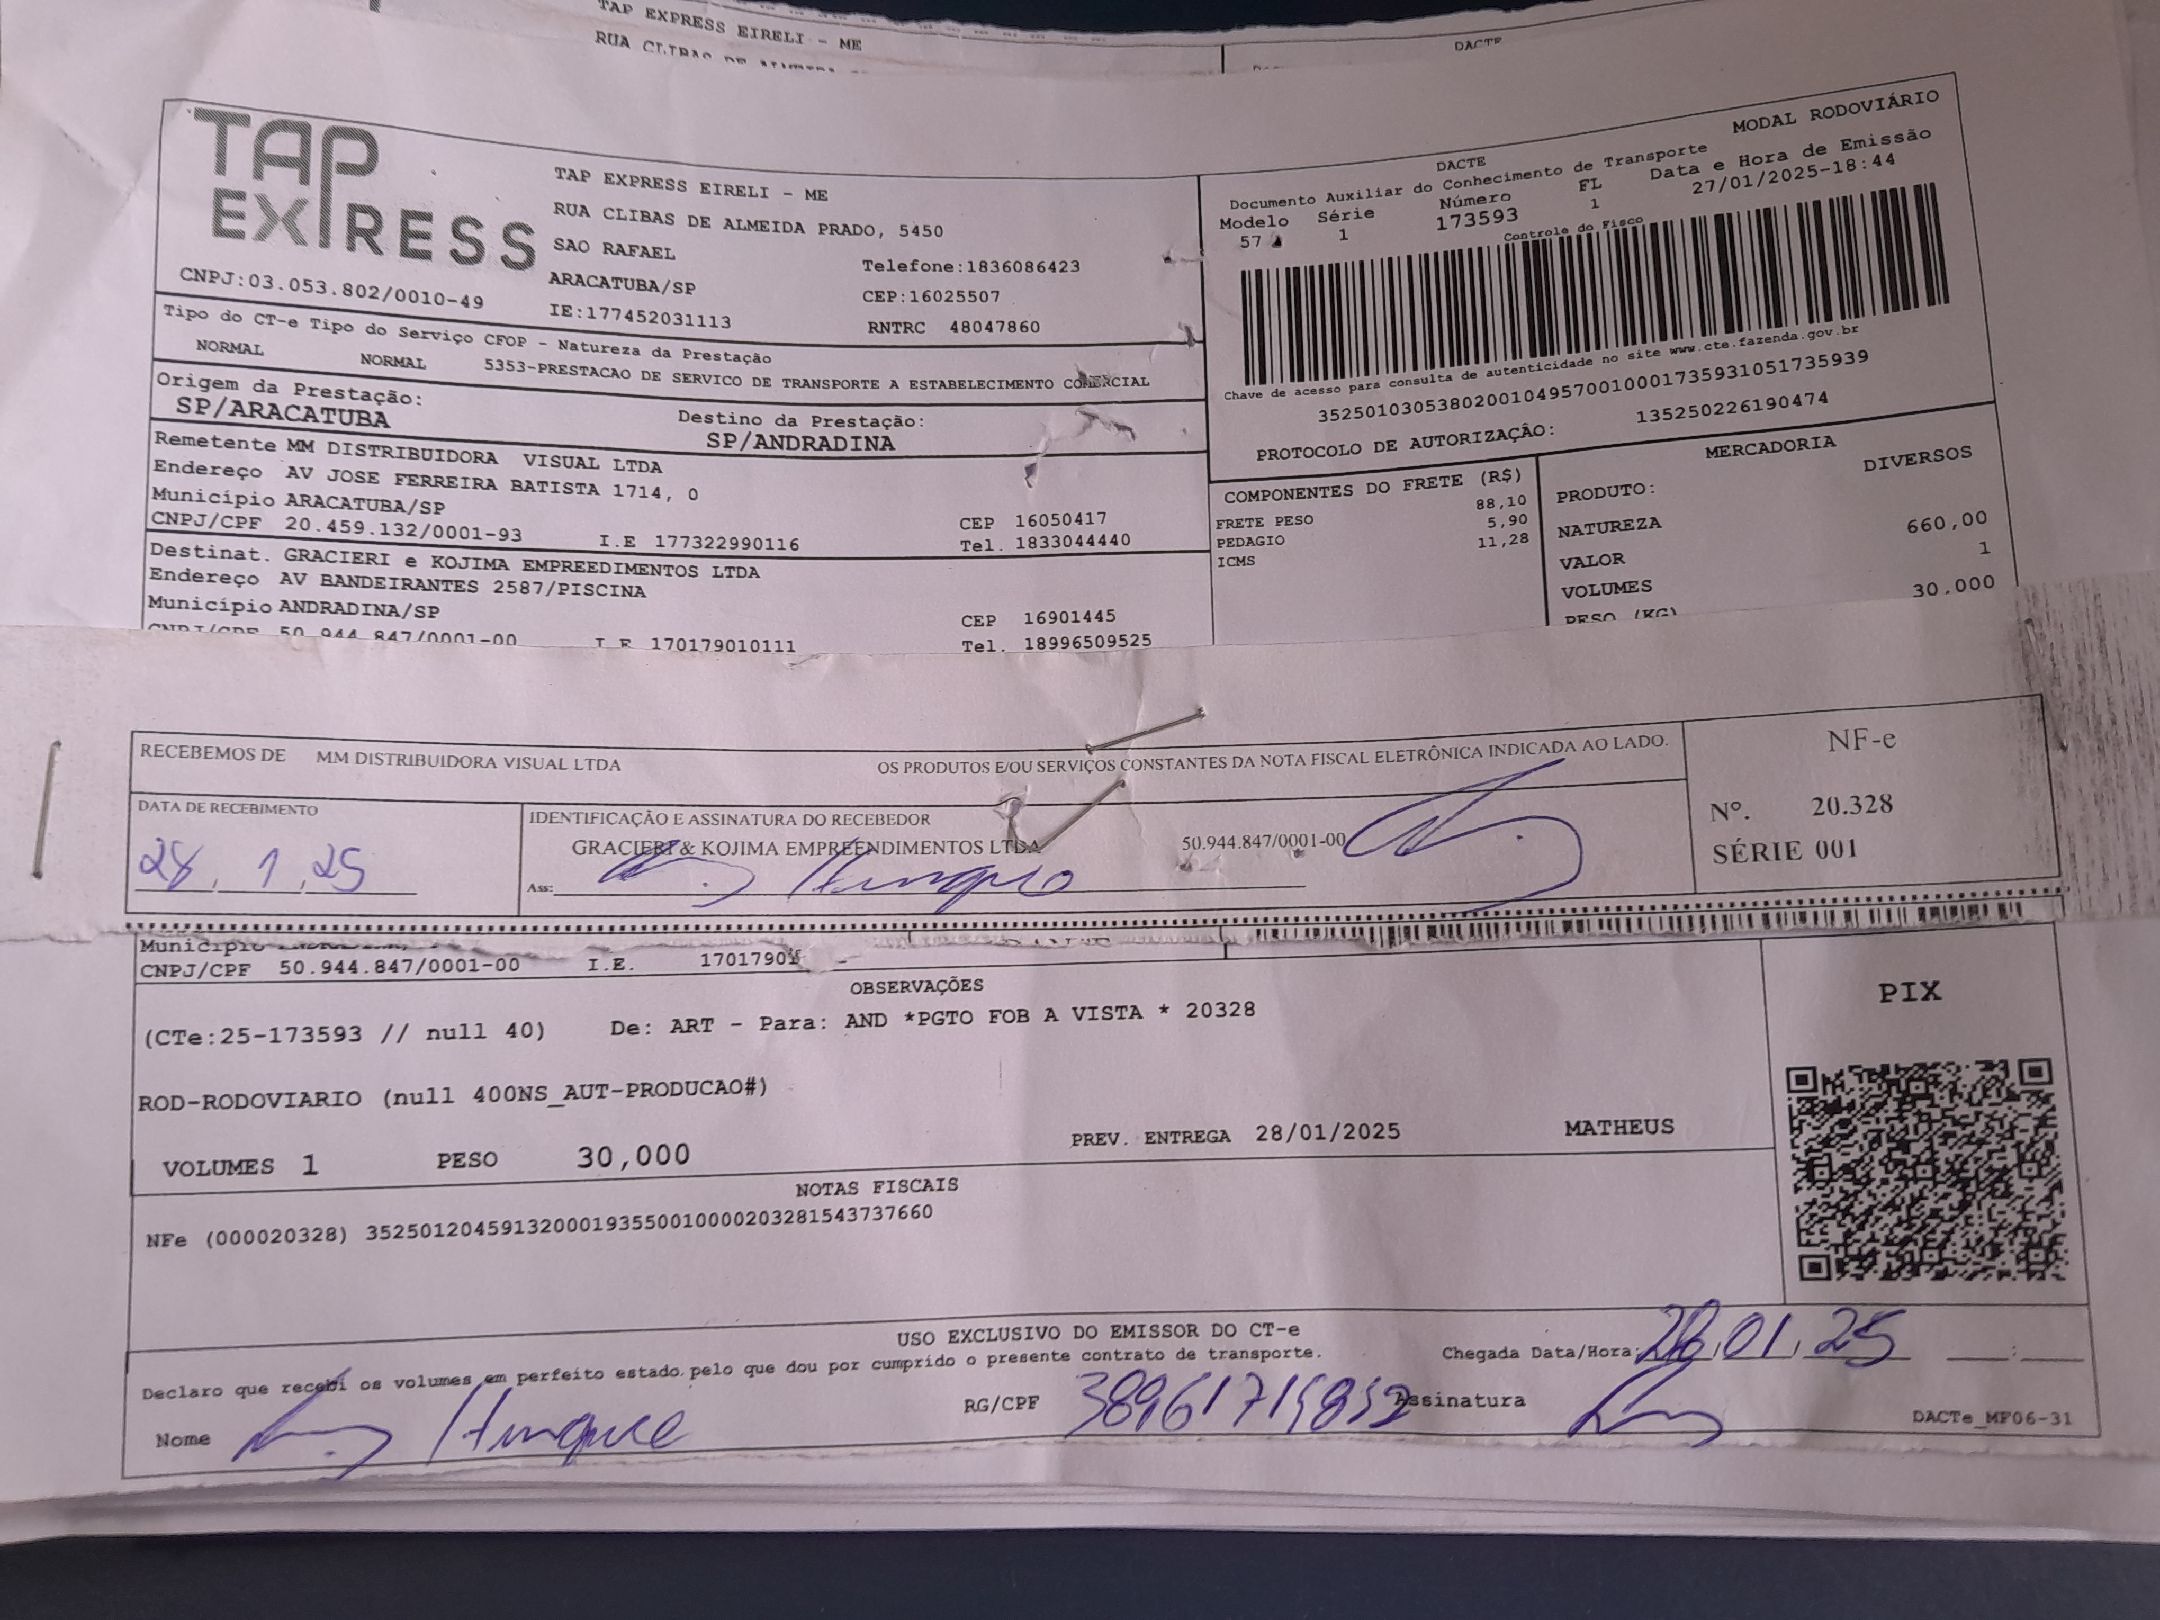 TAP EXPRESS EIRELI - ME
DACTE
TAP EXPRESS
CNPJ:03.053.802/0010-49
TAP EXPRESS EIRELI - ME
RUA CLIBAS DE ALMEIDA PRADO, 5450
SAO RAFAEL
ARACATUBA/SP
IE:177452031113
Telefone:1836086423
CEP:16025507
RNTRC 48047860
MODAL RODOVIÁRIO
DACTE
Documento Auxiliar do Conhecimento de Transporte
Modelo Série Número FL Data e Hora de Emissão
57 1 173593 1 27/01/2025-18:44
Controle do Fisco
Chave de acesso para consulta de autenticidade no site www.cte.fazenda.gov.br
35250103053802001049570010001735931051735939
PROTOCOLO DE AUTORIZAÇÂO: 135250226190474
Tipo do CT-e Tipo do Serviço CFOP - Natureza da Prestação
NORMAL NORMAL 5353-PRESTACAO DE SERVICO DE TRANSPORTE A ESTABELECIMENTO COMERCIAL
Origem da Prestação: Destino da Prestação:
SP/ARACATUBA SP/ANDRADINA
Remetente MM DISTRIBUIDORA VISUAL LTDA
Endereço AV JOSE FERREIRA BATISTA 1714, 0
Município ARACATUBA/SP CEP 16050417
CNPJ/CPF 20.459.132/0001-93 I.E 177322990116 Tel. 1833044440
Destinat. GRACIERI e KOJIMA EMPREEDIMENTOS LTDA
Endereço AV BANDEIRANTES 2587/PISCINA
Município ANDRADINA/SP CEP 16901445
CNPJ/CPF 50.944.847/0001-00 I.E 170179010111 Tel. 18996509525
COMPONENTES DO FRETE (R$)
FRETE PESO 88,10
PEDAGIO 5,90
ICMS 11,28
MERCADORIA
PRODUTO: DIVERSOS
NATUREZA
VALOR 660,00
VOLUMES 1
PESO (KG) 30,000
RECEBEMOS DE MM DISTRIBUIDORA VISUAL LTDA OS PRODUTOS E/OU SERVIÇOS CONSTANTES DA NOTA FISCAL ELETRÔNICA INDICADA AO LADO.
DATA DE RECEBIMENTO
28, 1, 25
IDENTIFICAÇÃO E ASSINATURA DO RECEBEDOR
GRACIERI & KOJIMA EMPREENDIMENTOS LTDA 50.944.847/0001-00
Ass:
NF-e
Nº. 20.328
SÉRIE 001
Município
CNPJ/CPF 50.944.847/0001-00 I.E.
OBSERVAÇÕES
(CTe:25-173593 // null 40) De: ART - Para: AND *PGTO FOB A VISTA * 20328
ROD-RODOVIARIO (null 400NS_AUT-PRODUCAO#)
VOLUMES 1 PESO 30,000 PREV. ENTREGA 28/01/2025 MATHEUS
PIX
NOTAS FISCAIS
NFe (000020328) 35250120459132000193550010000203281543737660
USO EXCLUSIVO DO EMISSOR DO CT-e
Declaro que recebi os volumes em perfeito estado pelo que dou por cumprido o presente contrato de transporte.
Chegada Data/Hora: 28, 01, 25 :
Nome Henrique
RG/CPF 38961715852 Assinatura
DACTe_MF06-31